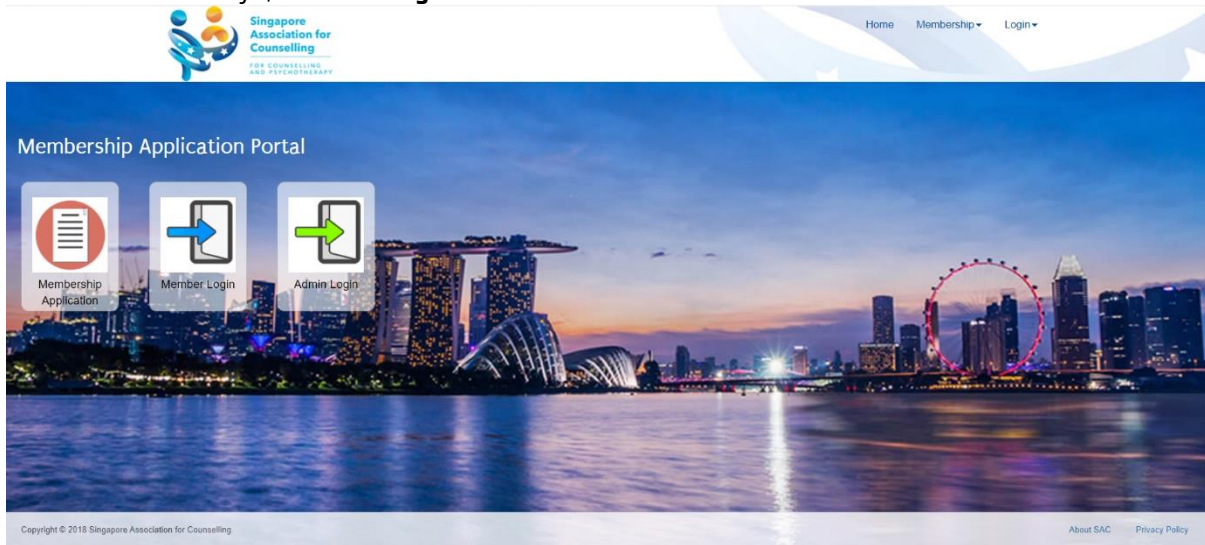 Singapore
Association for
Counselling
FOR COUNSELLING
AND PSYCHOTHERAPY
Home Membership Login
Membership Application Portal
Membership
Application
Member Login
Admin Login
Copyright © 2018 Singapore Association for Counselling
About SAC Privacy Policy